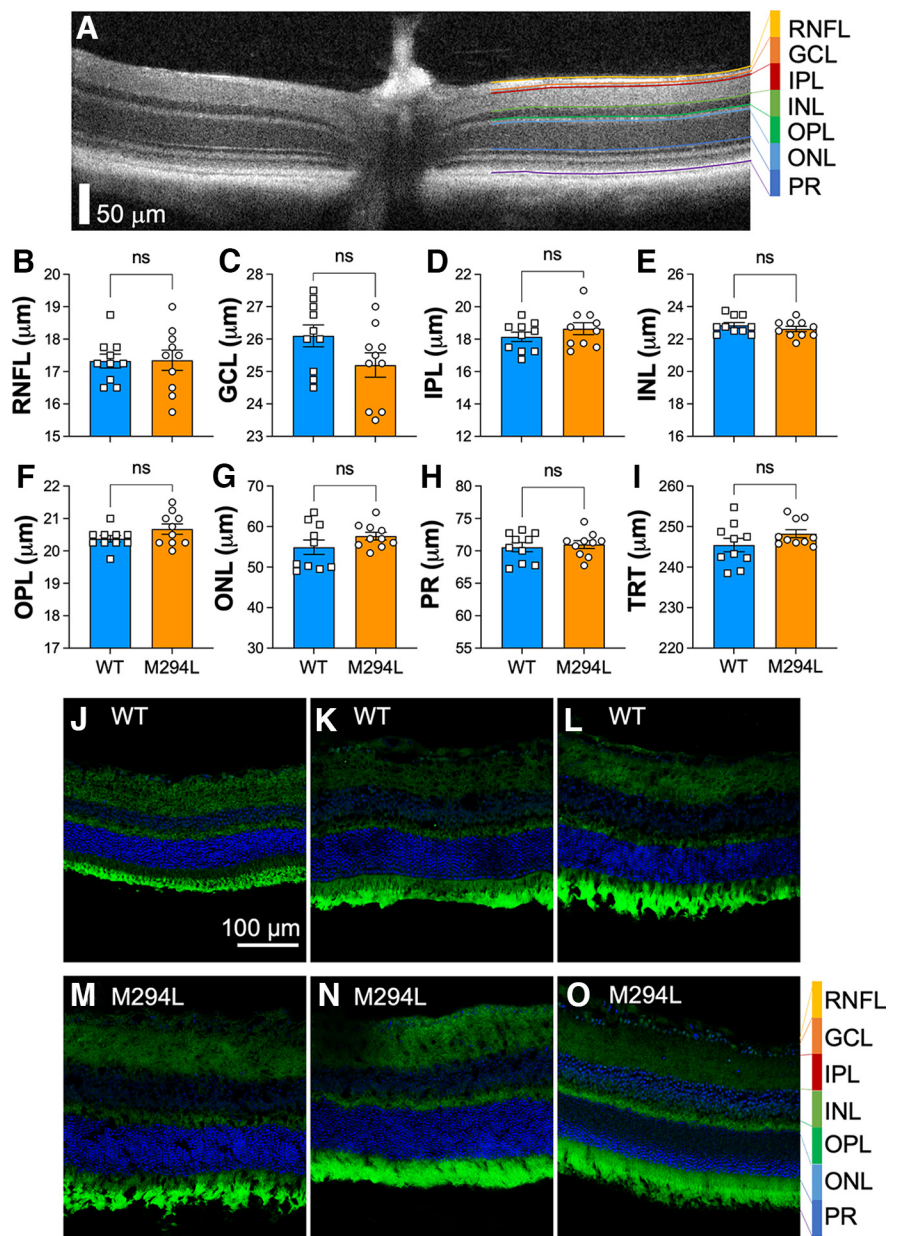 A
RNFL
GCL
IPL
INL
OPL
ONL
PR
50 µm
B
ns
RNFL (µm)
20
19
18
17
16
15
C
ns
GCL (µm)
28
27
26
25
24
23
D
ns
IPL (µm)
22
20
18
16
14
12
E
ns
INL (µm)
26
24
22
20
18
16
F
ns
OPL (µm)
22
21
20
19
18
17
WT M294L
G
ns
ONL (µm)
70
60
50
40
30
WT M294L
H
ns
PR (µm)
80
75
70
65
60
55
WT M294L
I
ns
TRT (µm)
260
250
240
230
220
WT M294L
J WT
100 µm
K WT
L WT
M M294L
N M294L
O M294L
RNFL
GCL
IPL
INL
OPL
ONL
PR